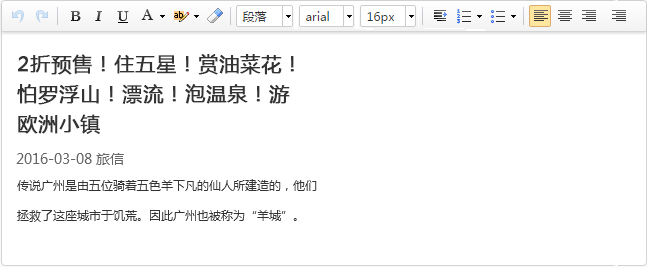 B I U A ab 段落 arial 16px
2折预售！住五星！赏油菜花！
怕罗浮山！漂流！泡温泉！游
欧洲小镇
2016-03-08 旅信
传说广州是由五位骑着五色羊下凡的仙人所建造的，他们
拯救了这座城市于饥荒。因此广州也被称为“羊城”。